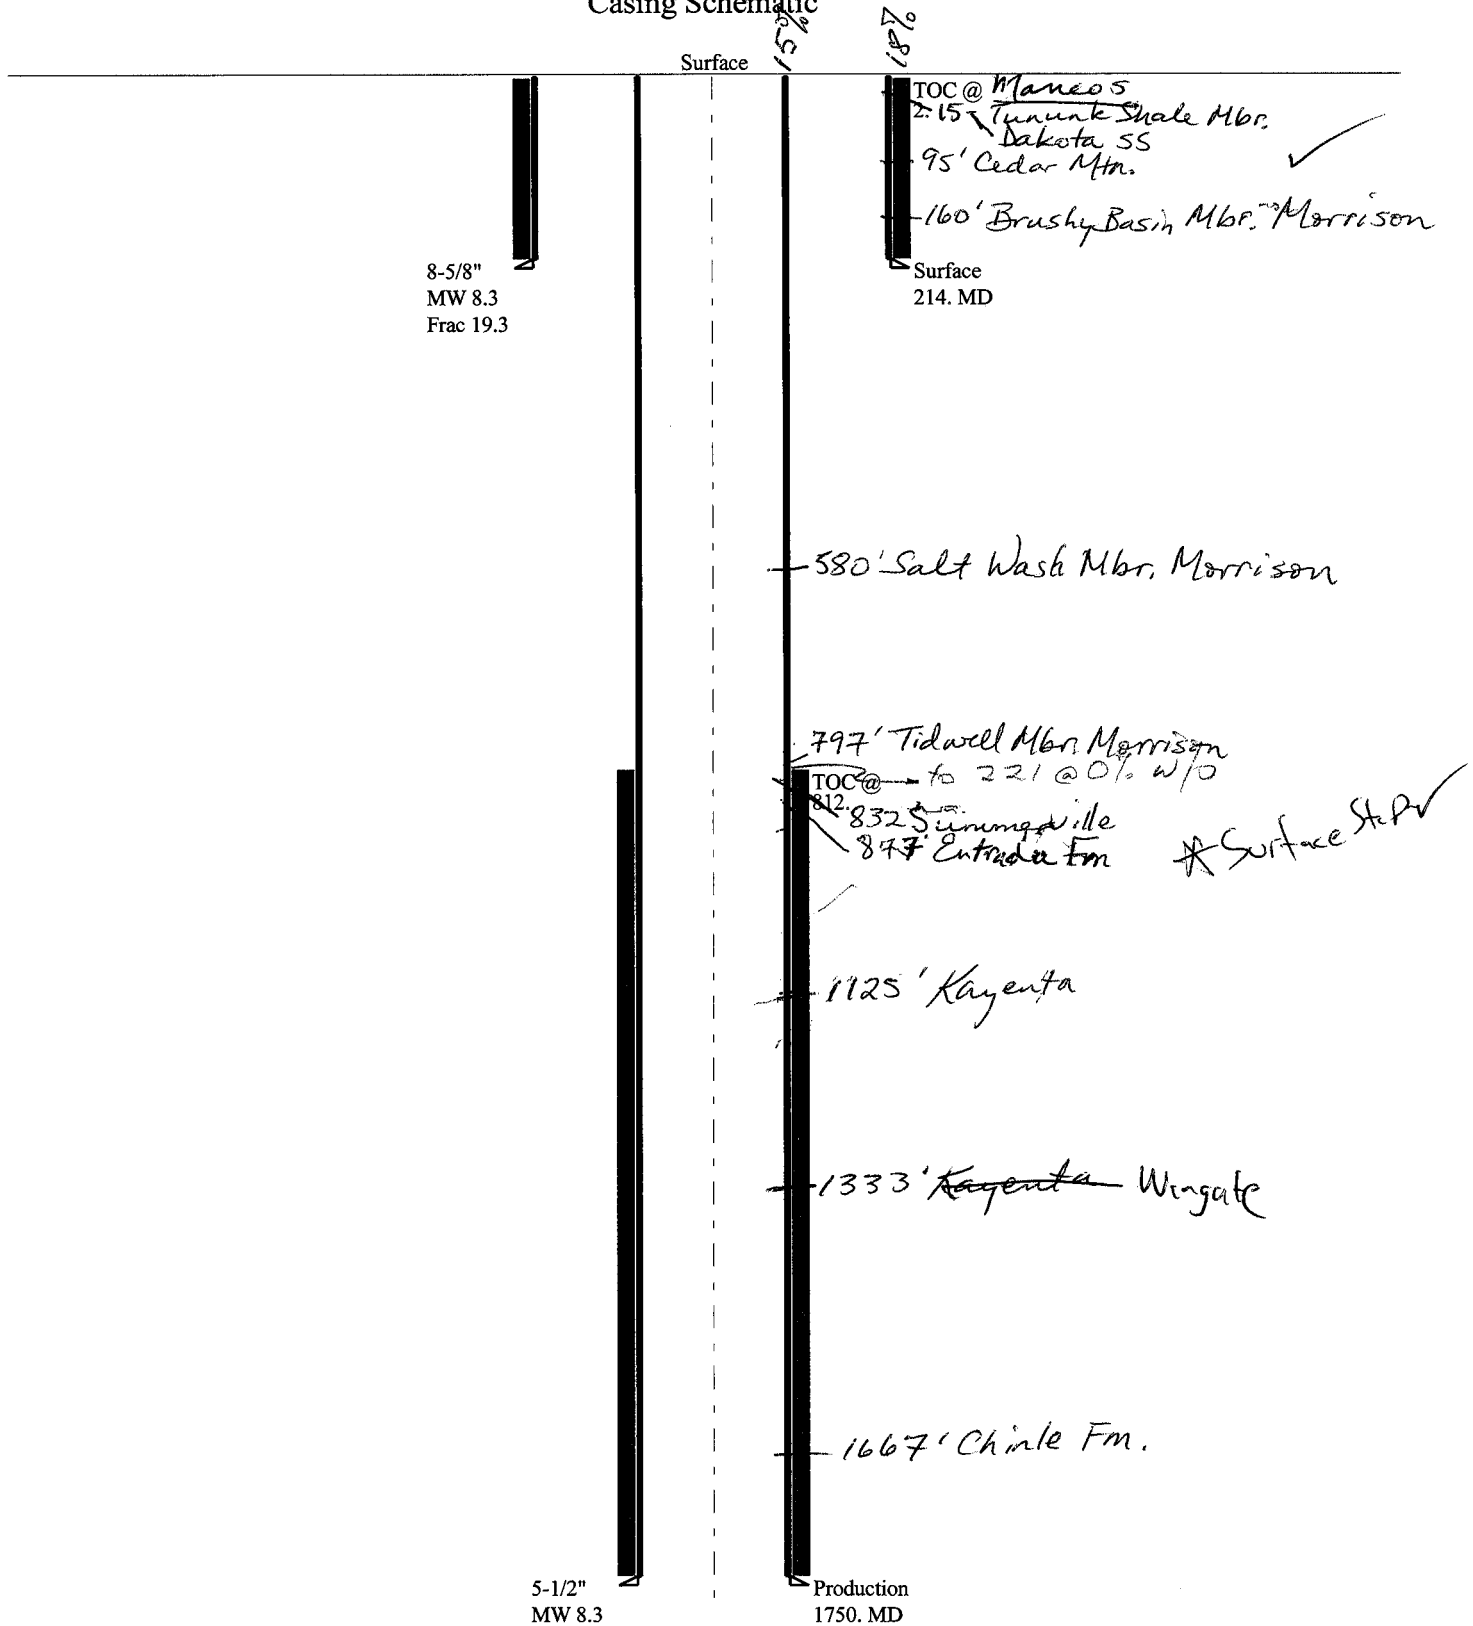 Casing Schematic
15%
18%
Surface
TOC @ Mancos
2. 15 Tununk Shale Mbr.
Dakota SS
95' Cedar Mtn.
160' Brushy Basin Mbr. Morrison
8-5/8"
MW 8.3
Frac 19.3
Surface
214. MD
580' Salt Wash Mbr. Morrison
797' Tidwell Mbr. Morrison
TOC @ to 221 @ 0% w/o
812.
832 Summerville
877' Entrada Fm
* Surface Stip
1125' Kayenta
1333' Kayenta Wingate
1667' Chinle Fm.
5-1/2"
MW 8.3
Production
1750. MD